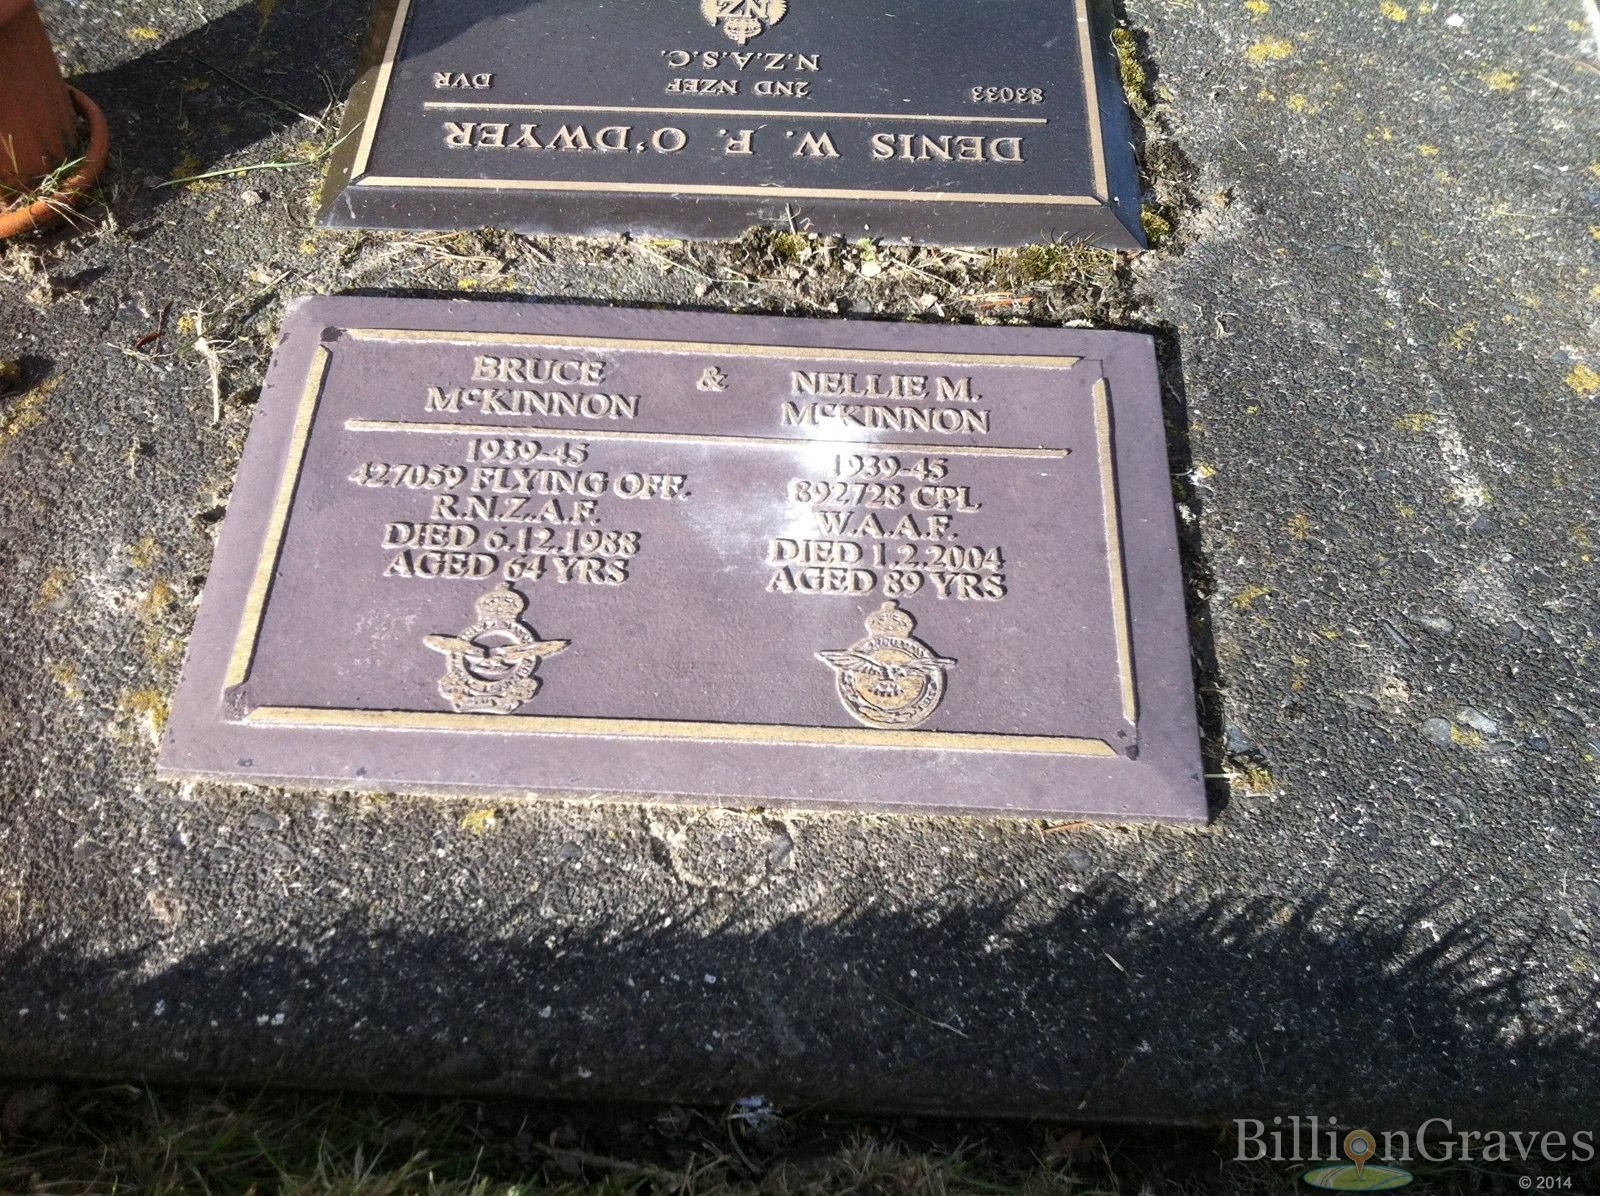 N.Z.A.S.C.
83033 2ND NZEF DVR
DENIS W. F. O'DWYER
BRUCE McKINNON
&
NELLIE M. McKINNON
1939-45
427059 FLYING OFF.
R.N.Z.A.F.
DIED 6.12.1988
AGED 64 YRS
1939-45
892728 CPL
W.A.A.F.
DIED 1.2.2004
AGED 89 YRS
NZ
BillionGraves
© 2014